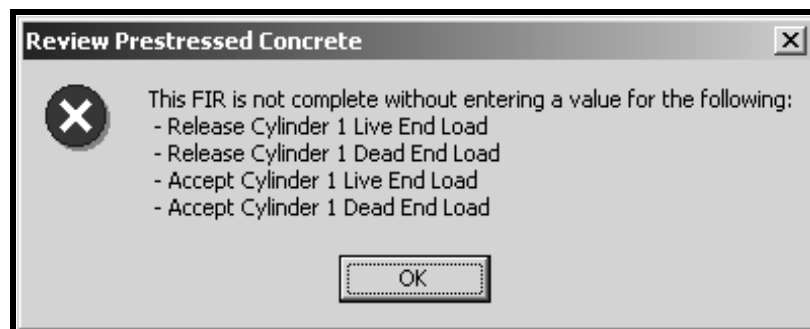 Review Prestressed Concrete
This FIR is not complete without entering a value for the following:
- Release Cylinder 1 Live End Load
- Release Cylinder 1 Dead End Load
- Accept Cylinder 1 Live End Load
- Accept Cylinder 1 Dead End Load
OK